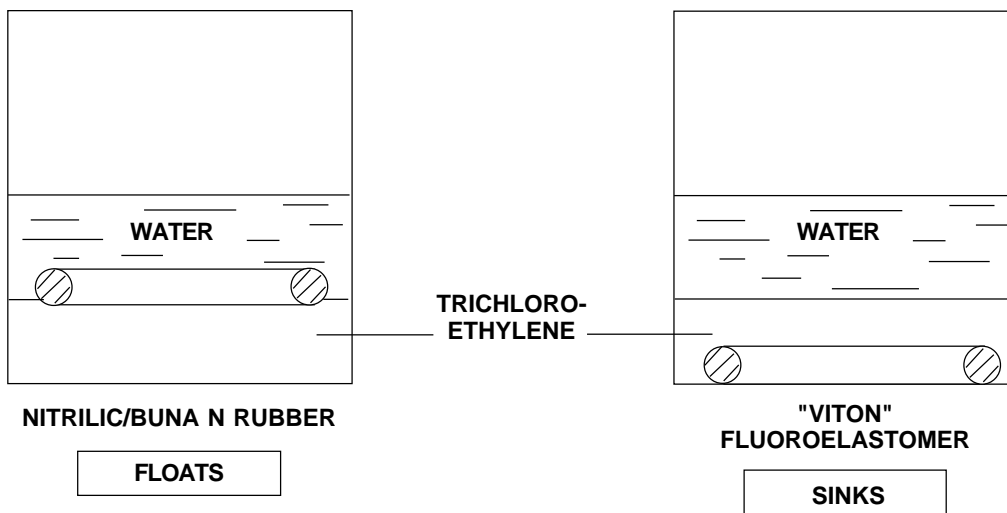 WATER
WATER
TRICHLORO-
ETHYLENE
NITRILIC/BUNA N RUBBER
FLOATS
"VITON"
FLUOROELASTOMER
SINKS